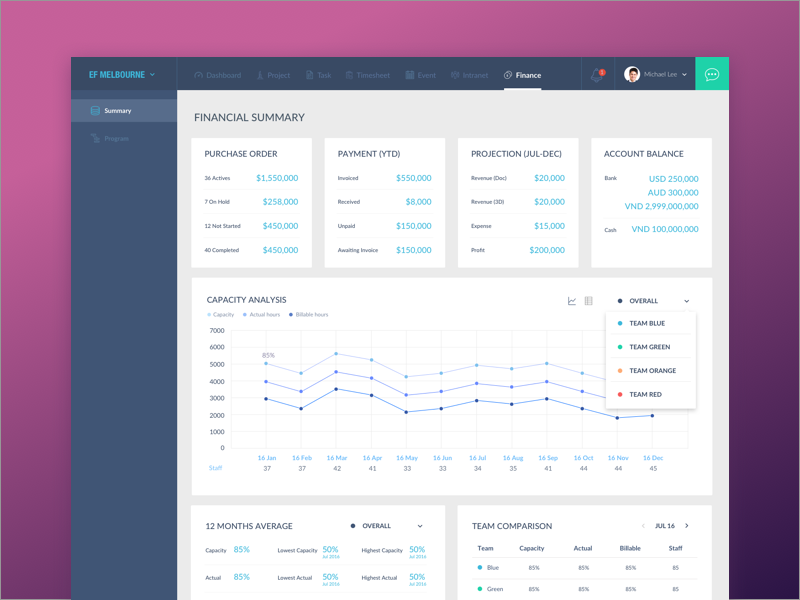 EF MELBOURNE
Dashboard Project Task Timesheet Event Intranet Finance 1 Michael Lee
Summary
Program
FINANCIAL SUMMARY
PURCHASE ORDER
36 Actives $1,550,000
7 On Hold $258,000
12 Not Started $450,000
40 Completed $450,000
PAYMENT (YTD)
Invoiced $550,000
Received $8,000
Unpaid $150,000
Awaiting Invoice $150,000
PROJECTION (JUL-DEC)
Revenue (Doc) $20,000
Revenue (3D) $20,000
Expense $15,000
Profit $200,000
ACCOUNT BALANCE
Bank USD 250,000
AUD 300,000
VND 2,999,000,000
Cash VND 100,000,000
CAPACITY ANALYSIS
Capacity Actual hours Billable hours
OVERALL
TEAM BLUE
TEAM GREEN
TEAM ORANGE
TEAM RED
7000
6000
5000
4000
3000
2000
1000
0
85%
16 Jan 16 Feb 16 Mar 16 Apr 16 May 16 Jun 16 Jul 16 Aug 16 Sep 16 Oct 16 Nov 16 Dec
Staff 37 37 42 41 33 33 34 35 41 44 44 45
12 MONTHS AVERAGE OVERALL
Capacity 85% Lowest Capacity 50% Highest Capacity 50%
Jul 2016 Jul 2016
Actual 85% Lowest Actual 50% Highest Actual 50%
Jul 2016 Jul 2016
TEAM COMPARISON JUL 16
Team Capacity Actual Billable Staff
Blue 85% 85% 85% 85
Green 85% 85% 85% 85